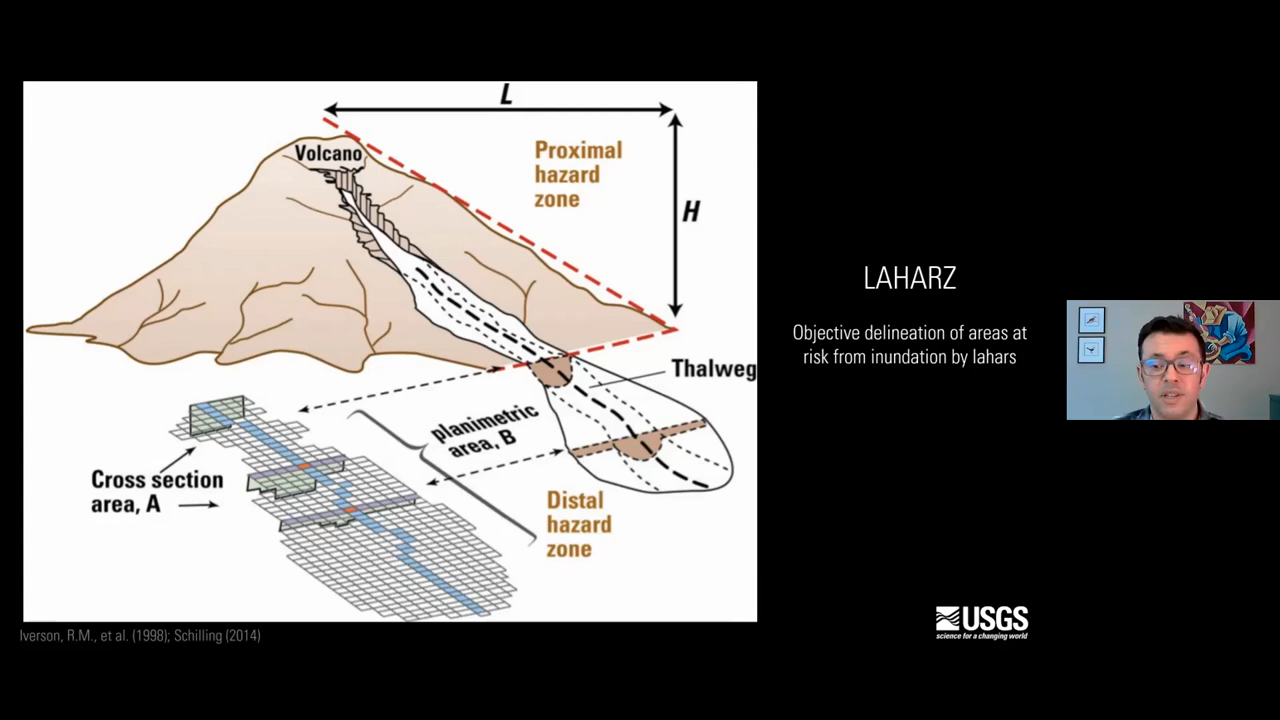 L
Volcano
Proximal
hazard
zone
H
Thalweg
planimetric
area, B
Cross section
area, A
Distal
hazard
zone
Iverson, R.M., et al. (1998); Schilling (2014)
LAHARZ
Objective delineation of areas at
risk from inundation by lahars
USGS
science for a changing world